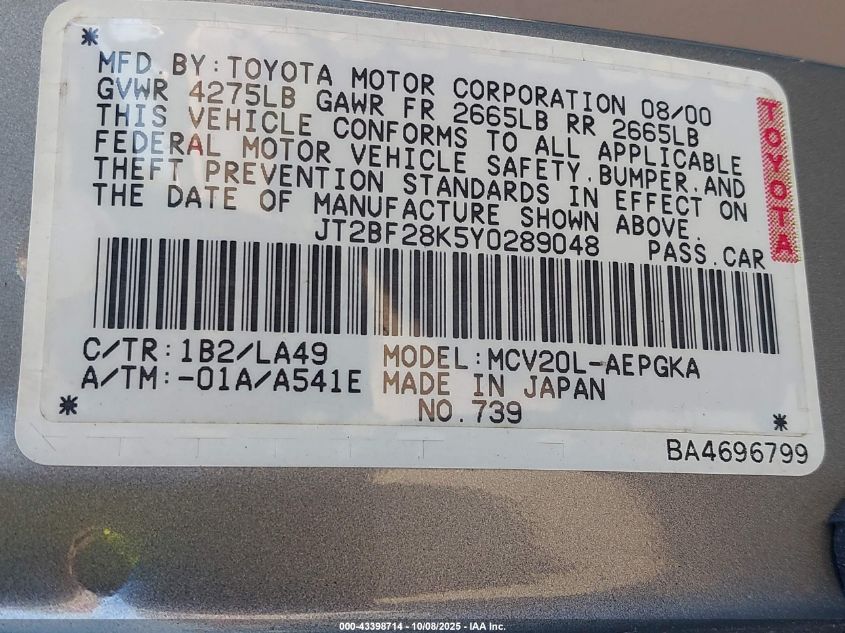 MFD.BY:TOYOTA MOTOR CORPORATION 08/00
GVWR 4275LB GAWR FR 2665LB RR 2665LB
THIS VEHICLE CONFORMS TO ALL APPLICABLE
FEDERAL MOTOR VEHICLE SAFETY,BUMPER,AND
THEFT PREVENTION STANDARDS IN EFFECT ON
THE DATE OF MANUFACTURE SHOWN ABOVE.
JT2BF28K5Y0289048 PASS.CAR
TOYOTA
C/TR:1B2/LA49 MODEL:MCV20L-AEPGKA
A/TM:-01A/A541E MADE IN JAPAN
NO.739
BA4696799
000-43398714 - 10/08/2025 - IAA Inc.